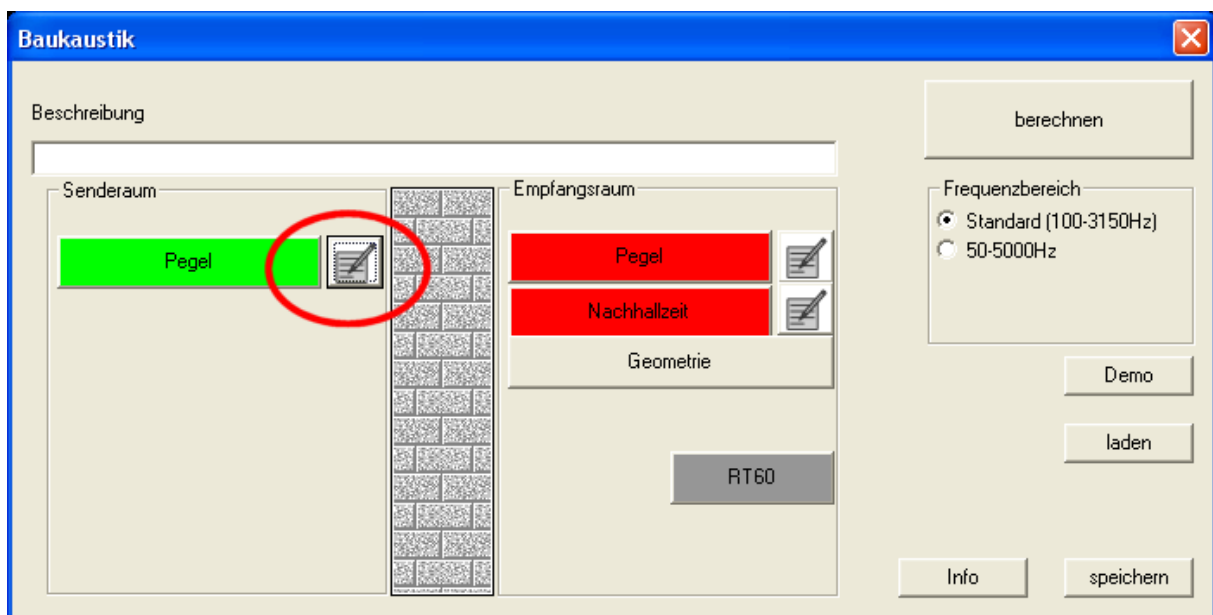 Baukaustik
Beschreibung
berechnen
Senderaum
Pegel
Empfangsraum
Pegel
Nachhallzeit
Geometrie
RT60
Frequenzbereich
Standard (100-3150Hz)
50-5000Hz
Demo
laden
Info
speichern